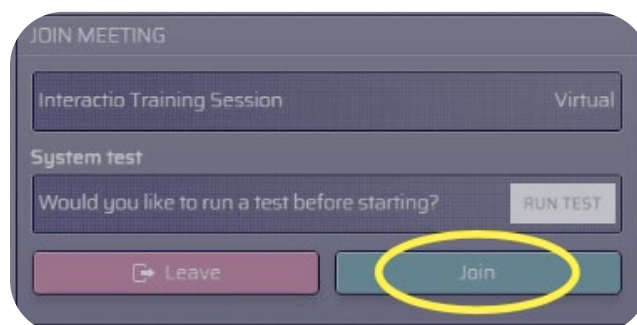 JOIN MEETING
Interactio Training Session Virtual
System test
Would you like to run a test before starting? RUN TEST
Leave Join